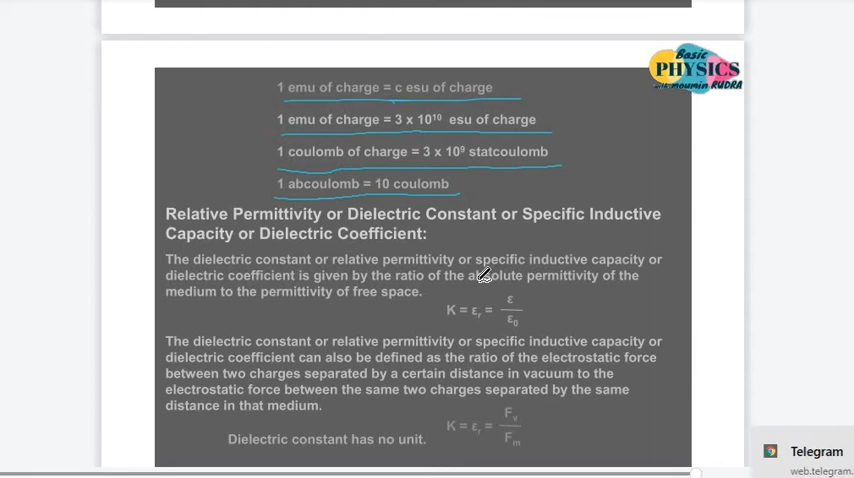 Basic
PHYSICS
with moumin RUDRA
1 emu of charge = c esu of charge
1 emu of charge = 3 x 10¹⁰ esu of charge
1 coulomb of charge = 3 x 10⁹ statcoulomb
1 abcoulomb = 10 coulomb
Relative Permittivity or Dielectric Constant or Specific Inductive
Capacity or Dielectric Coefficient:
The dielectric constant or relative permittivity or specific inductive capacity or
dielectric coefficient is given by the ratio of the absolute permittivity of the
medium to the permittivity of free space.
K = εᵣ = ε / ε₀
The dielectric constant or relative permittivity or specific inductive capacity or
dielectric coefficient can also be defined as the ratio of the electrostatic force
between two charges separated by a certain distance in vacuum to the
electrostatic force between the same two charges separated by the same
distance in that medium.
K = εᵣ = Fᵥ / Fₘ
Dielectric constant has no unit.
Telegram
web.telegram.